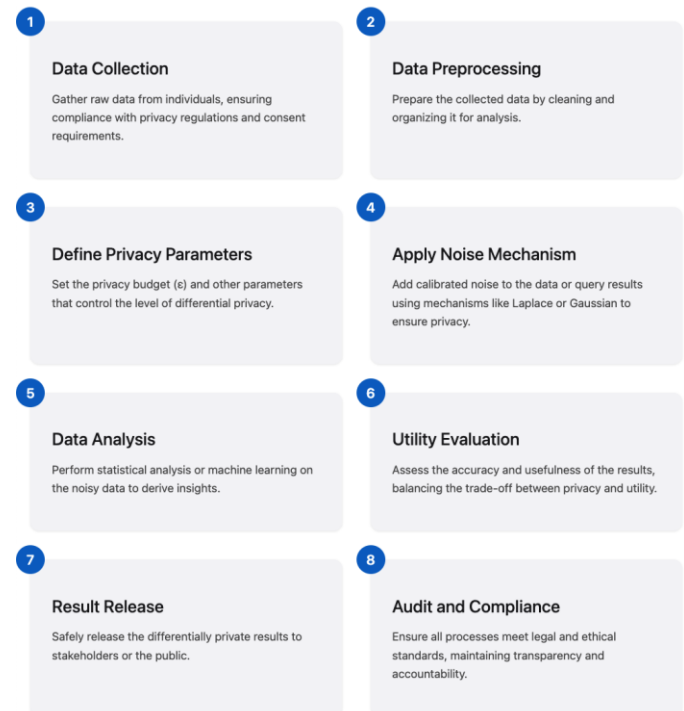 1
Data Collection
Gather raw data from individuals, ensuring
compliance with privacy regulations and consent
requirements.
2
Data Preprocessing
Prepare the collected data by cleaning and
organizing it for analysis.
3
Define Privacy Parameters
Set the privacy budget (ε) and other parameters
that control the level of differential privacy.
4
Apply Noise Mechanism
Add calibrated noise to the data or query results
using mechanisms like Laplace or Gaussian to
ensure privacy.
5
Data Analysis
Perform statistical analysis or machine learning on
the noisy data to derive insights.
6
Utility Evaluation
Assess the accuracy and usefulness of the results,
balancing the trade-off between privacy and utility.
7
Result Release
Safely release the differentially private results to
stakeholders or the public.
8
Audit and Compliance
Ensure all processes meet legal and ethical
standards, maintaining transparency and
accountability.